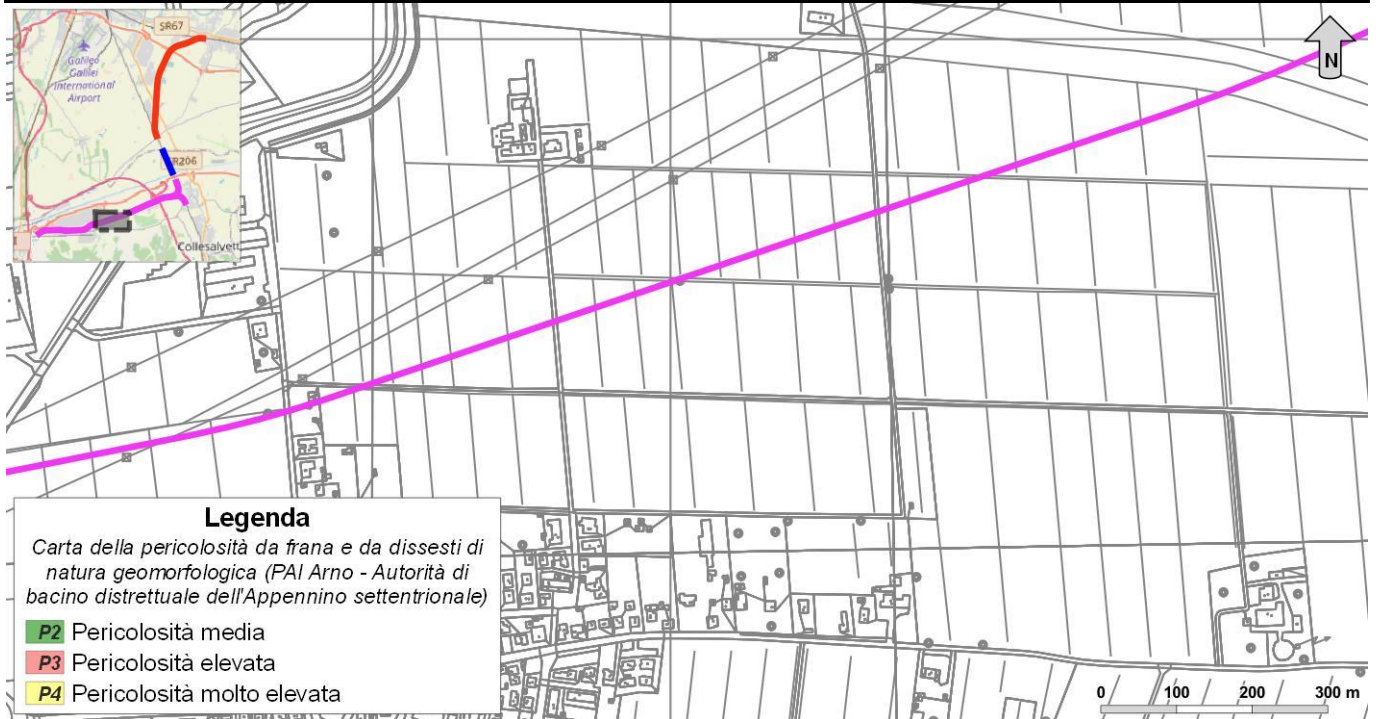 SR67
Galileo
Galilei
International
Airport
SR206
Collesalvett
N
Legenda
Carta della pericolosità da frana e da dissesti di
natura geomorfologica (PAI Arno - Autorità di
bacino distrettuale dell'Appennino settentrionale)
P2 Pericolosità media
P3 Pericolosità elevata
P4 Pericolosità molto elevata
0 100 200 300 m